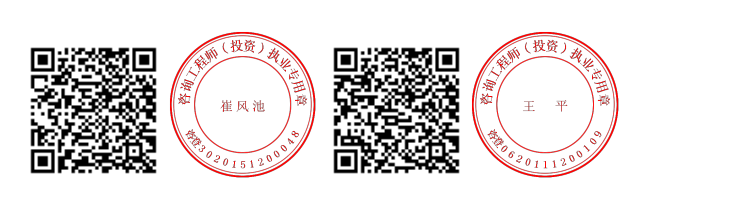 咨询工程师（投资）执业专用章
崔风池
咨登3020151200048
咨询工程师（投资）执业专用章
王 平
咨登0620111200109